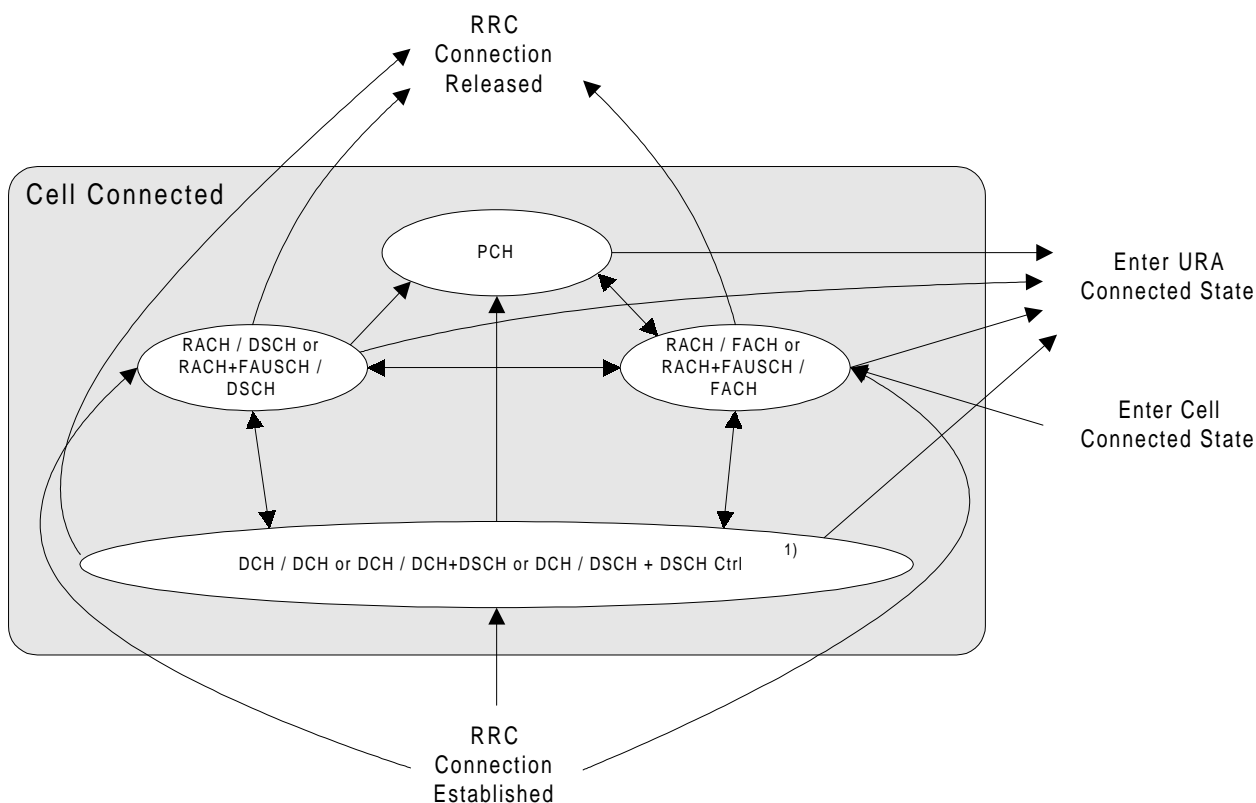 RRC
Connection
Released
Cell Connected
PCH
Enter URA
Connected State
RACH / DSCH or
RACH+FAUSCH /
DSCH
RACH / FACH or
RACH+FAUSCH /
FACH
Enter Cell
Connected State
1)
DCH / DCH or DCH / DCH+DSCH or DCH / DSCH + DSCH Ctrl
RRC
Connection
Established